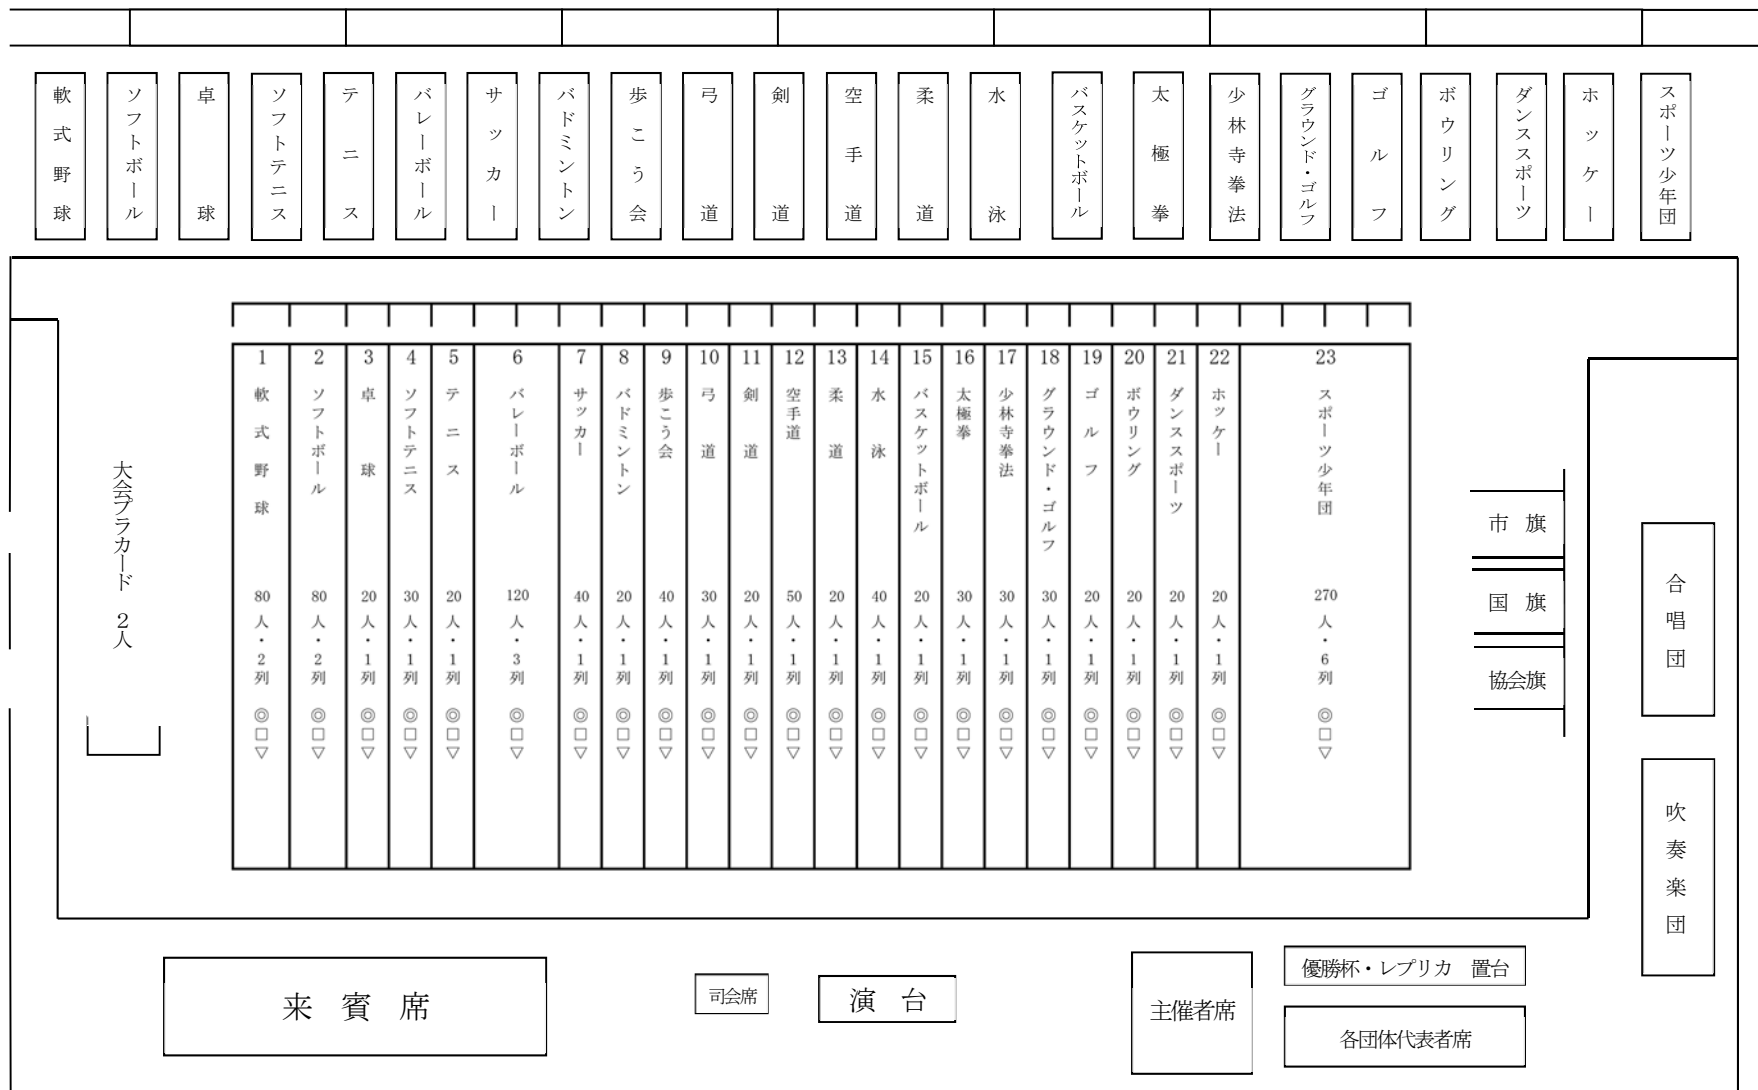 軟式野球
ソフトボール
卓球
ソフトテニス
テニス
バレーボール
サッカー
バドミントン
歩こう会
弓道
剣道
空手道
柔道
水泳
バスケットボール
太極拳
少林寺拳法
グラウンド・ゴルフ
ゴルフ
ボウリング
ダンススポーツ
ホッケー
スポーツ少年団
大会プラカード 2人
1 軟式野球 80人・2列 ◎□▽
2 ソフトボール 80人・2列 ◎□▽
3 卓球 20人・1列 ◎□▽
4 ソフトテニス 30人・1列 ◎□▽
5 テニス 20人・1列 ◎□▽
6 バレーボール 120人・3列 ◎□▽
7 サッカー 40人・1列 ◎□▽
8 バドミントン 20人・1列 ◎□▽
9 歩こう会 40人・1列 ◎□▽
10 弓道 30人・1列 ◎□▽
11 剣道 20人・1列 ◎□▽
12 空手道 50人・1列 ◎□▽
13 柔道 20人・1列 ◎□▽
14 水泳 40人・1列 ◎□▽
15 バスケットボール 20人・1列 ◎□▽
16 太極拳 30人・1列 ◎□▽
17 少林寺拳法 30人・1列 ◎□▽
18 グラウンド・ゴルフ 30人・1列 ◎□▽
19 ゴルフ 20人・1列 ◎□▽
20 ボウリング 20人・1列 ◎□▽
21 ダンススポーツ 20人・1列 ◎□▽
22 ホッケー 20人・1列 ◎□▽
23 スポーツ少年団 270人・6列 ◎□▽
市 旗
国 旗
協会旗
合唱団
吹奏楽団
来 賓 席
司会席
演 台
主催者席
優勝杯・レプリカ 置台
各団体代表者席